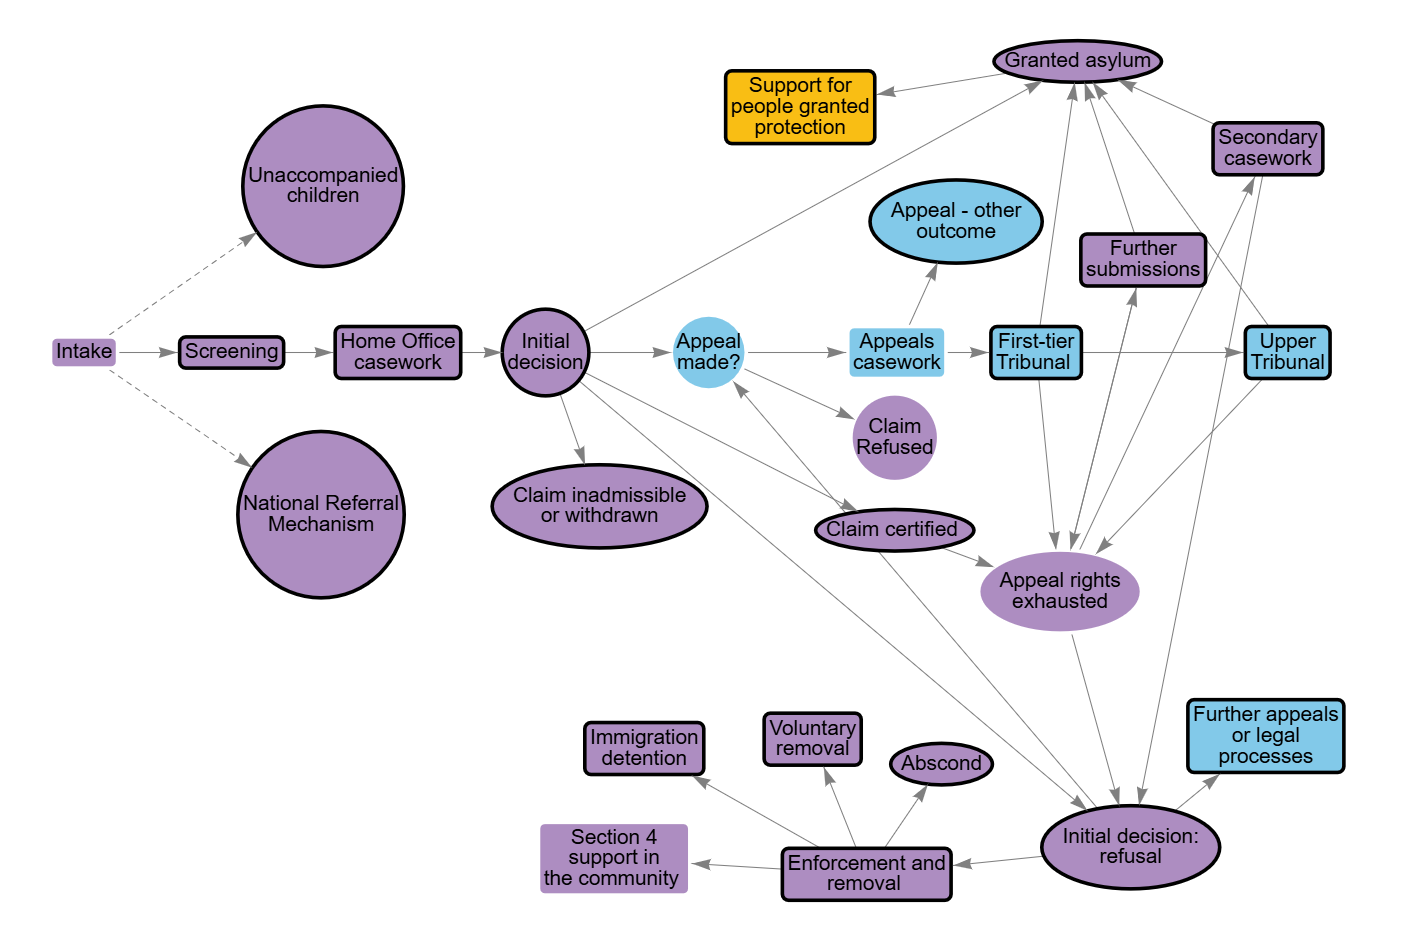 Granted asylum
Support for
people granted
protection
Secondary
casework
Unaccompanied
children
Appeal - other
outcome
Further
submissions
Intake
Screening
Home Office
casework
Initial
decision
Appeal
made?
Appeals
casework
First-tier
Tribunal
Upper
Tribunal
Claim
Refused
National Referral
Mechanism
Claim inadmissible
or withdrawn
Claim certified
Appeal rights
exhausted
Immigration
detention
Voluntary
removal
Abscond
Further appeals
or legal
processes
Section 4
support in
the community
Enforcement and
removal
Initial decision:
refusal